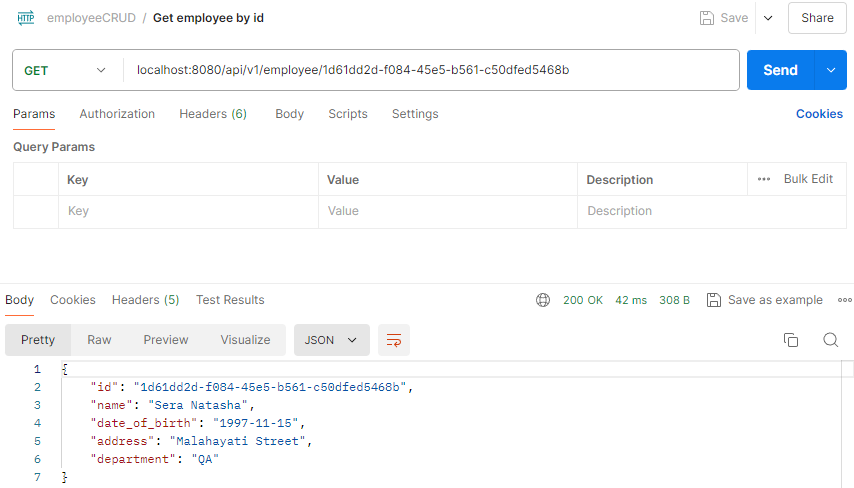 HTTP employeeCRUD / Get employee by id Save Share
GET localhost:8080/api/v1/employee/1d61dd2d-f084-45e5-b561-c50dfed5468b Send
Params Authorization Headers (6) Body Scripts Settings Cookies
Query Params
Key Value Description ••• Bulk Edit
Key Value Description
Body Cookies Headers (5) Test Results 200 OK 42 ms 308 B Save as example
Pretty Raw Preview Visualize JSON
1 {
2 "id": "1d61dd2d-f084-45e5-b561-c50dfed5468b",
3 "name": "Sera Natasha",
4 "date_of_birth": "1997-11-15",
5 "address": "Malahayati Street",
6 "department": "QA"
7 }